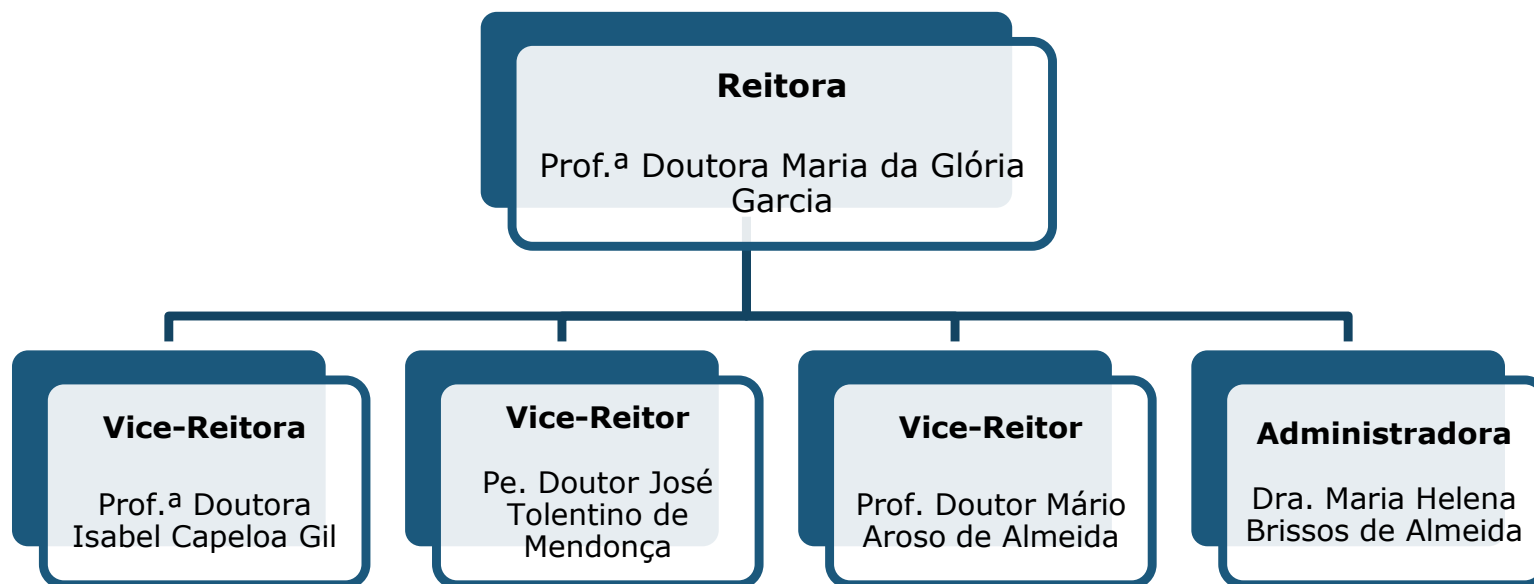 Reitora
Prof.ª Doutora Maria da Glória
Garcia
Vice-Reitora
Prof.ª Doutora
Isabel Capeloa Gil
Vice-Reitor
Pe. Doutor José
Tolentino de
Mendonça
Vice-Reitor
Prof. Doutor Mário
Aroso de Almeida
Administradora
Dra. Maria Helena
Brissos de Almeida